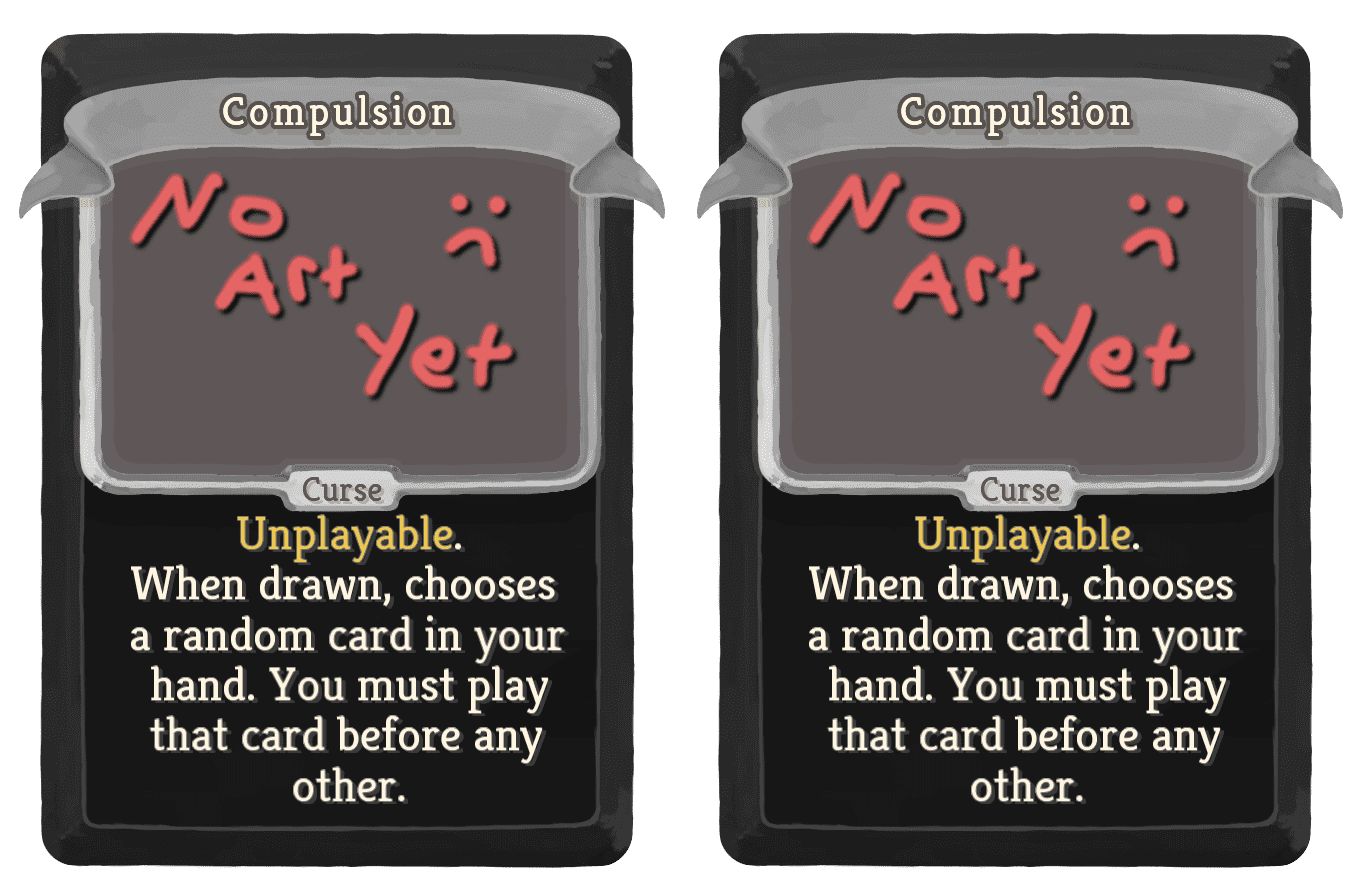 Compulsion
No
Art
Yet
Curse
Unplayable.
When drawn, chooses
a random card in your
hand. You must play
that card before any
other.
Compulsion
No
Art
Yet
Curse
Unplayable.
When drawn, chooses
a random card in your
hand. You must play
that card before any
other.